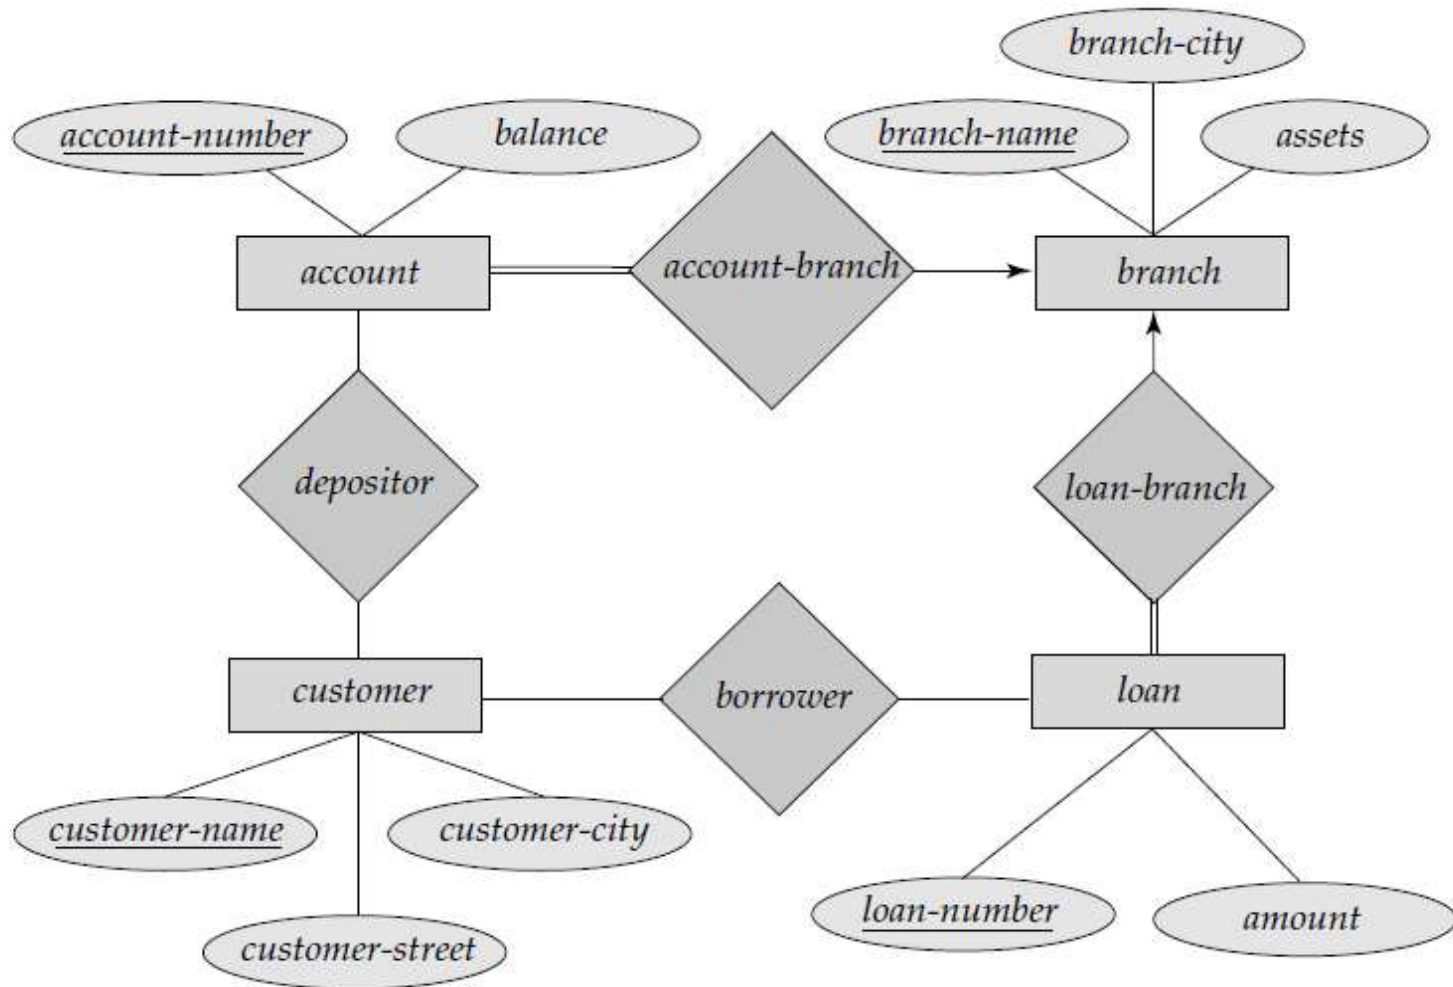 branch-city
account-number
balance
branch-name
assets
account
account-branch
branch
depositor
loan-branch
customer
borrower
loan
customer-name
customer-city
loan-number
amount
customer-street